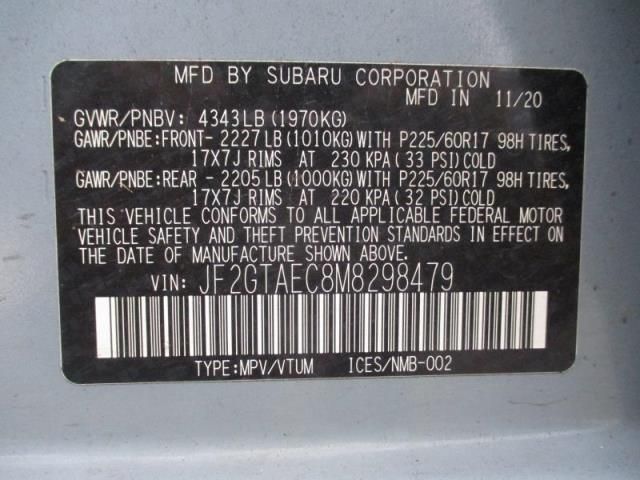 MFD BY SUBARU CORPORATION
MFD IN 11/20
GVWR/PNBV: 4343LB(1970KG)
GAWR/PNBE:FRONT- 2227LB(1010KG)WITH P225/60R17 98H TIRES,
17X7J RIMS AT 230 KPA(33 PSI)COLD
GAWR/PNBE:REAR - 2205LB(1000KG)WITH P225/60R17 98H TIRES,
17X7J RIMS AT 220 KPA(32 PSI)COLD
THIS VEHICLE CONFORMS TO ALL APPLICABLE FEDERAL MOTOR
VEHICLE SAFETY AND THEFT PREVENTION STANDARDS IN EFFECT ON
THE DATE OF MANUFACTURE SHOWN ABOVE.
VIN: JF2GTAEC8M8298479
TYPE:MPV/VTUM ICES/NMB-002